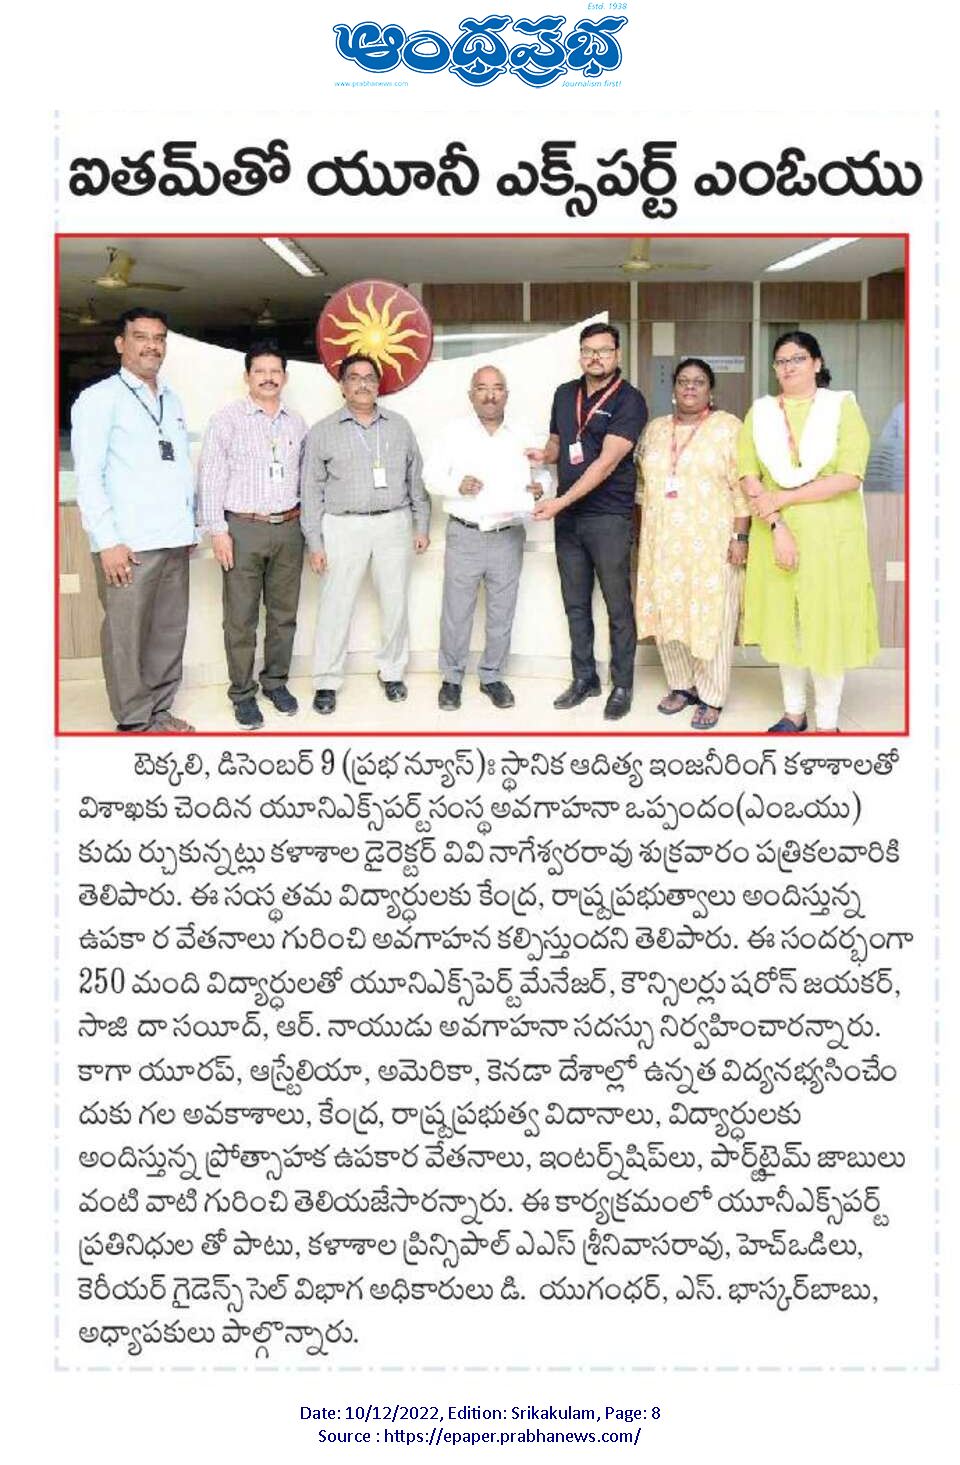 Estd. 1938
ఆంధ్రప్రభ
www.prabhanews.com
Journalism first!
ఐతమ్‌తో యూనీ ఎక్స్‌పర్ట్ ఎంఓయు
టెక్కలి, డిసెంబర్ 9 (ప్రభ న్యూస్): స్థానిక ఆదిత్య ఇంజనీరింగ్ కళాశాలతో
విశాఖకు చెందిన యూనిఎక్స్‌పర్ట్ సంస్థ అవగాహనా ఒప్పందం(ఎంఒయు)
కుదు ర్చుకున్నట్లు కళాశాల డైరెక్టర్ వివి నాగేశ్వరరావు శుక్రవారం పత్రికలవారికి
తెలిపారు. ఈ సంస్థ తమ విద్యార్థులకు కేంద్ర, రాష్ట్రప్రభుత్వాలు అందిస్తున్న
ఉపకా ర వేతనాలు గురించి అవగాహన కల్పిస్తుందని తెలిపారు. ఈ సందర్భంగా
250 మంది విద్యార్థులతో యూనిఎక్స్‌పెర్ట్ మేనేజర్, కౌన్సిలర్లు షరోన్ జయకర్,
సాజి దా సయీద్, ఆర్. నాయుడు అవగాహనా సదస్సు నిర్వహించారన్నారు.
కాగా యూరప్, ఆస్ట్రేలియా, అమెరికా, కెనడా దేశాల్లో ఉన్నత విద్యనభ్యసించేం
దుకు గల అవకాశాలు, కేంద్ర, రాష్ట్రప్రభుత్వ విదానాలు, విద్యార్థులకు
అందిస్తున్న ప్రోత్సాహక ఉపకార వేతనాలు, ఇంటర్న్‌షిప్‌లు, పార్ట్‌టైమ్ జాబులు
వంటి వాటి గురించి తెలియజేసారన్నారు. ఈ కార్యక్రమంలో యూనీఎక్స్‌పర్ట్
ప్రతినిధుల తో పాటు, కళాశాల ప్రిన్సిపాల్ ఎఎస్ శ్రీనివాసరావు, హెచ్ఒడిలు,
కెరీయర్ గైడెన్స్ సెల్ విభాగ అధికారులు డి. యుగంధర్, ఎస్. భాస్కర్‌బాబు,
అధ్యాపకులు పాల్గొన్నారు.
Date: 10/12/2022, Edition: Srikakulam, Page: 8
Source : https://epaper.prabhanews.com/